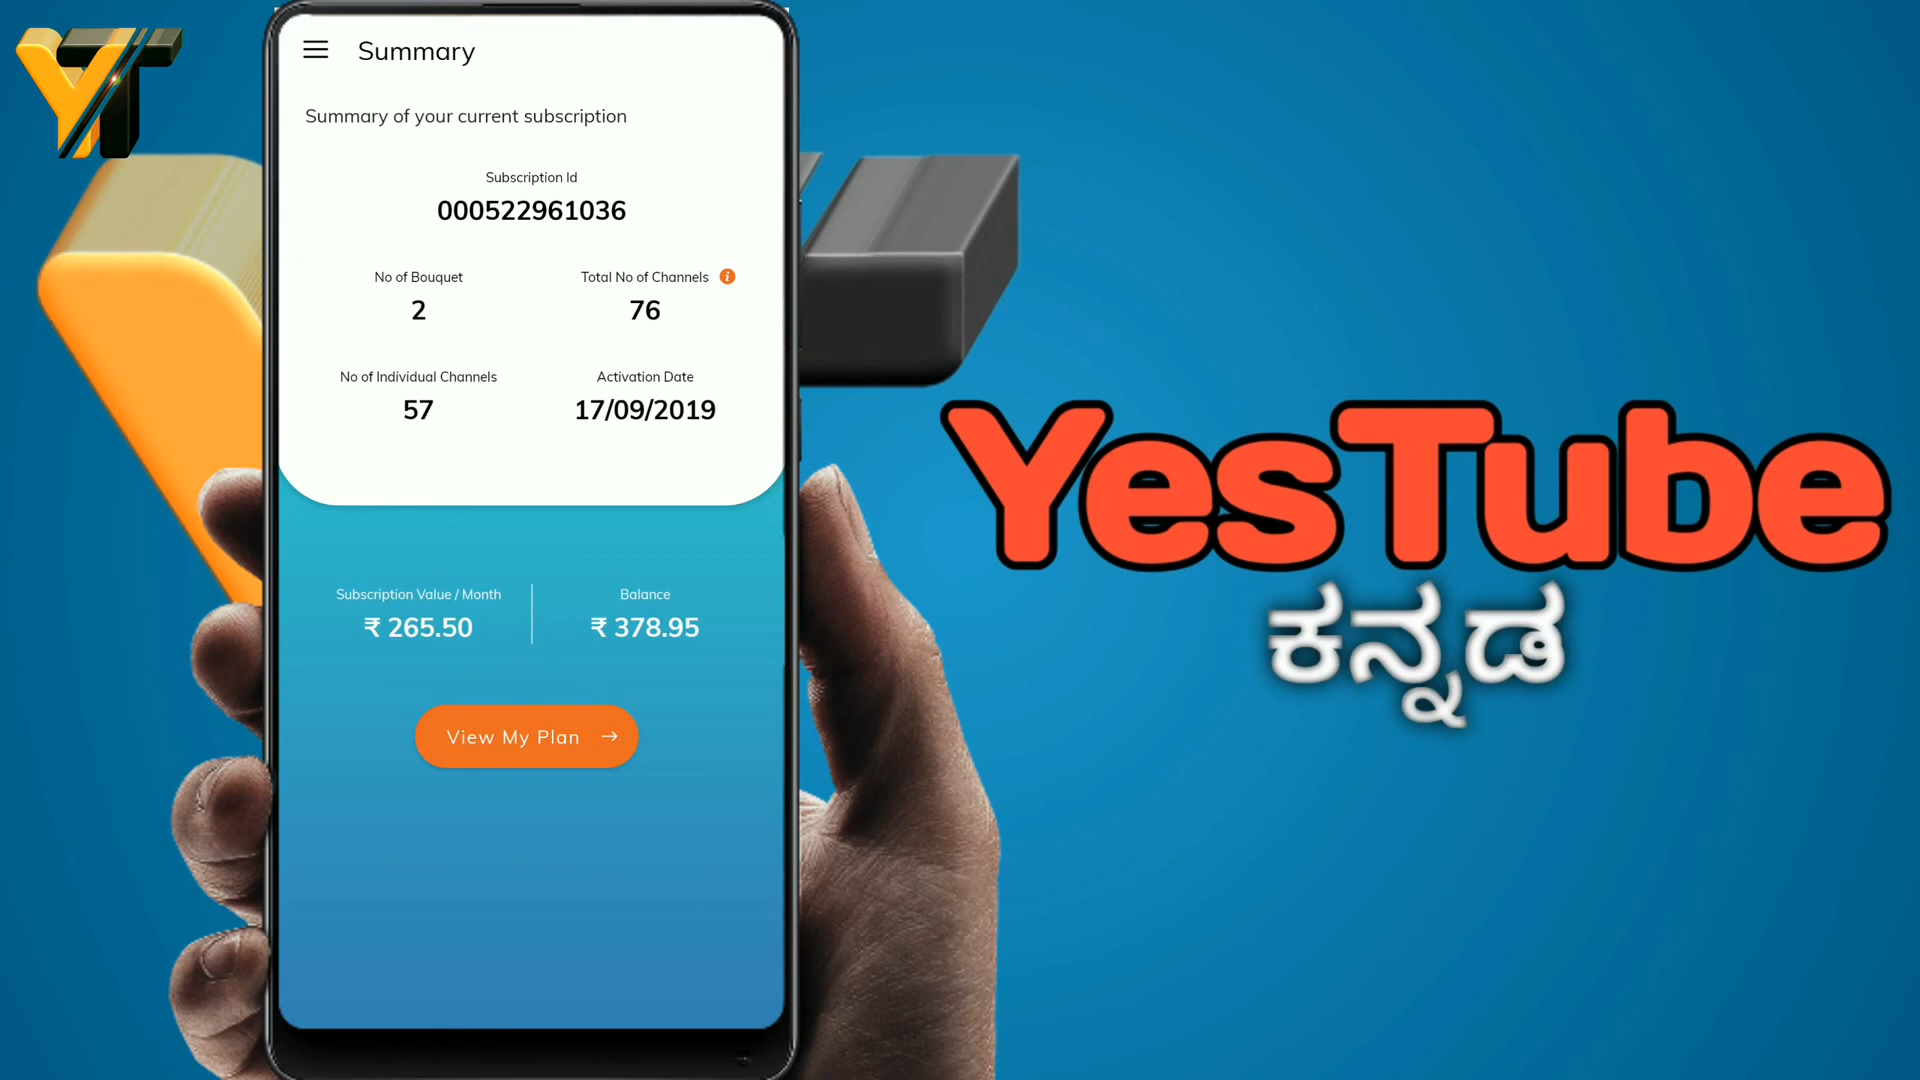 YT
Summary
Summary of your current subscription
Subscription Id
000522961036
No of Bouquet
Total No of Channels i
2
76
No of Individual Channels
Activation Date
57
17/09/2019
Subscription Value / Month
Balance
₹ 265.50
₹ 378.95
View My Plan →
YesTube
ಕನ್ನಡ